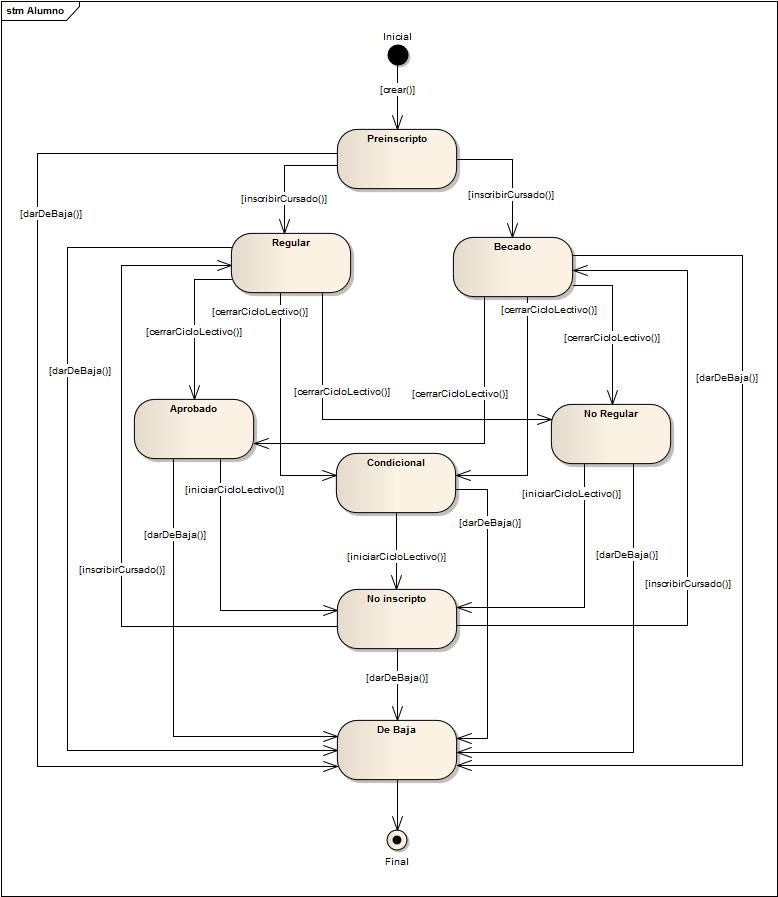 stm Alumno
Inicial
[crear()]
Preinscripto
[inscribirCursado()]
[inscribirCursado()]
[darDeBaja()]
Regular
Becado
[cerrarCicloLectivo()]
[cerrarCicloLectivo()]
[cerrarCicloLectivo()]
[cerrarCicloLectivo()]
[darDeBaja()]
[darDeBaja()]
[cerrarCicloLectivo()]
[cerrarCicloLectivo()]
Aprobado
No Regular
Condicional
[iniciarCicloLectivo()]
[iniciarCicloLectivo()]
[darDeBaja()]
[darDeBaja()]
[iniciarCicloLectivo()]
[darDeBaja()]
[inscribirCursado()]
[inscribirCursado()]
No inscripto
[darDeBaja()]
De Baja
Final